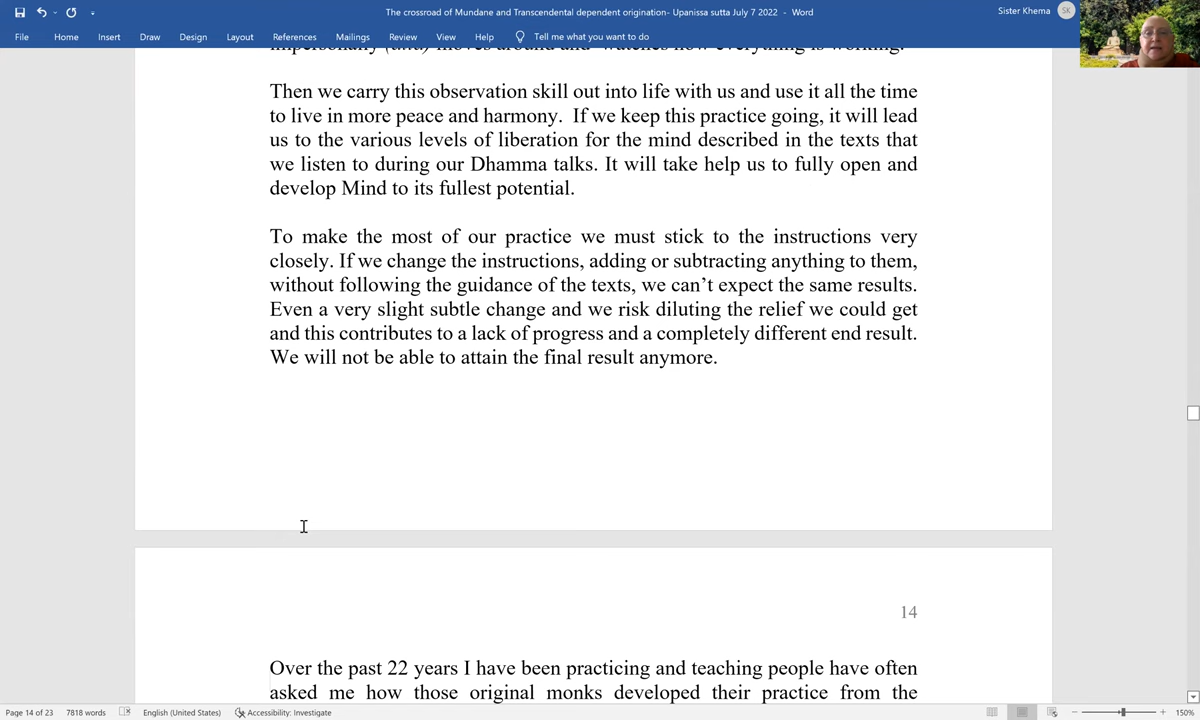 The crossroad of Mundane and Transcendental dependent origination- Upanissa sutta July 7 2022 - Word
Sister Khema
SK
File Home Insert Draw Design Layout References Mailings Review View Help Tell me what you want to do
impersonally (anatta) moves around and watches how everything is working.
Then we carry this observation skill out into life with us and use it all the time
to live in more peace and harmony. If we keep this practice going, it will lead
us to the various levels of liberation for the mind described in the texts that
we listen to during our Dhamma talks. It will take help us to fully open and
develop Mind to its fullest potential.
To make the most of our practice we must stick to the instructions very
closely. If we change the instructions, adding or subtracting anything to them,
without following the guidance of the texts, we can’t expect the same results.
Even a very slight subtle change and we risk diluting the relief we could get
and this contributes to a lack of progress and a completely different end result.
We will not be able to attain the final result anymore.
14
Over the past 22 years I have been practicing and teaching people have often
asked me how those original monks developed their practice from the
Page 14 of 23 7818 words English (United States) Accessibility: Investigate 150%